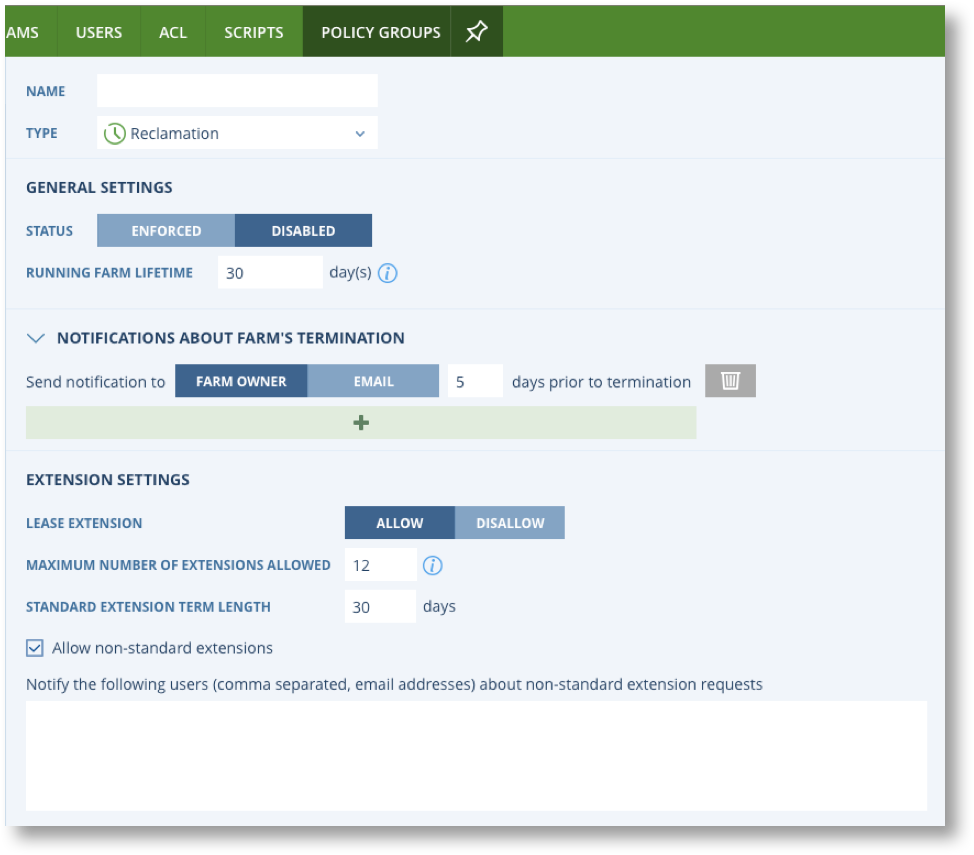 AMS USERS ACL SCRIPTS POLICY GROUPS
NAME
TYPE Reclamation
GENERAL SETTINGS
STATUS ENFORCED DISABLED
RUNNING FARM LIFETIME 30 day(s) i
NOTIFICATIONS ABOUT FARM'S TERMINATION
Send notification to FARM OWNER EMAIL 5 days prior to termination
EXTENSION SETTINGS
LEASE EXTENSION ALLOW DISALLOW
MAXIMUM NUMBER OF EXTENSIONS ALLOWED 12 i
STANDARD EXTENSION TERM LENGTH 30 days
Allow non-standard extensions
Notify the following users (comma separated, email addresses) about non-standard extension requests